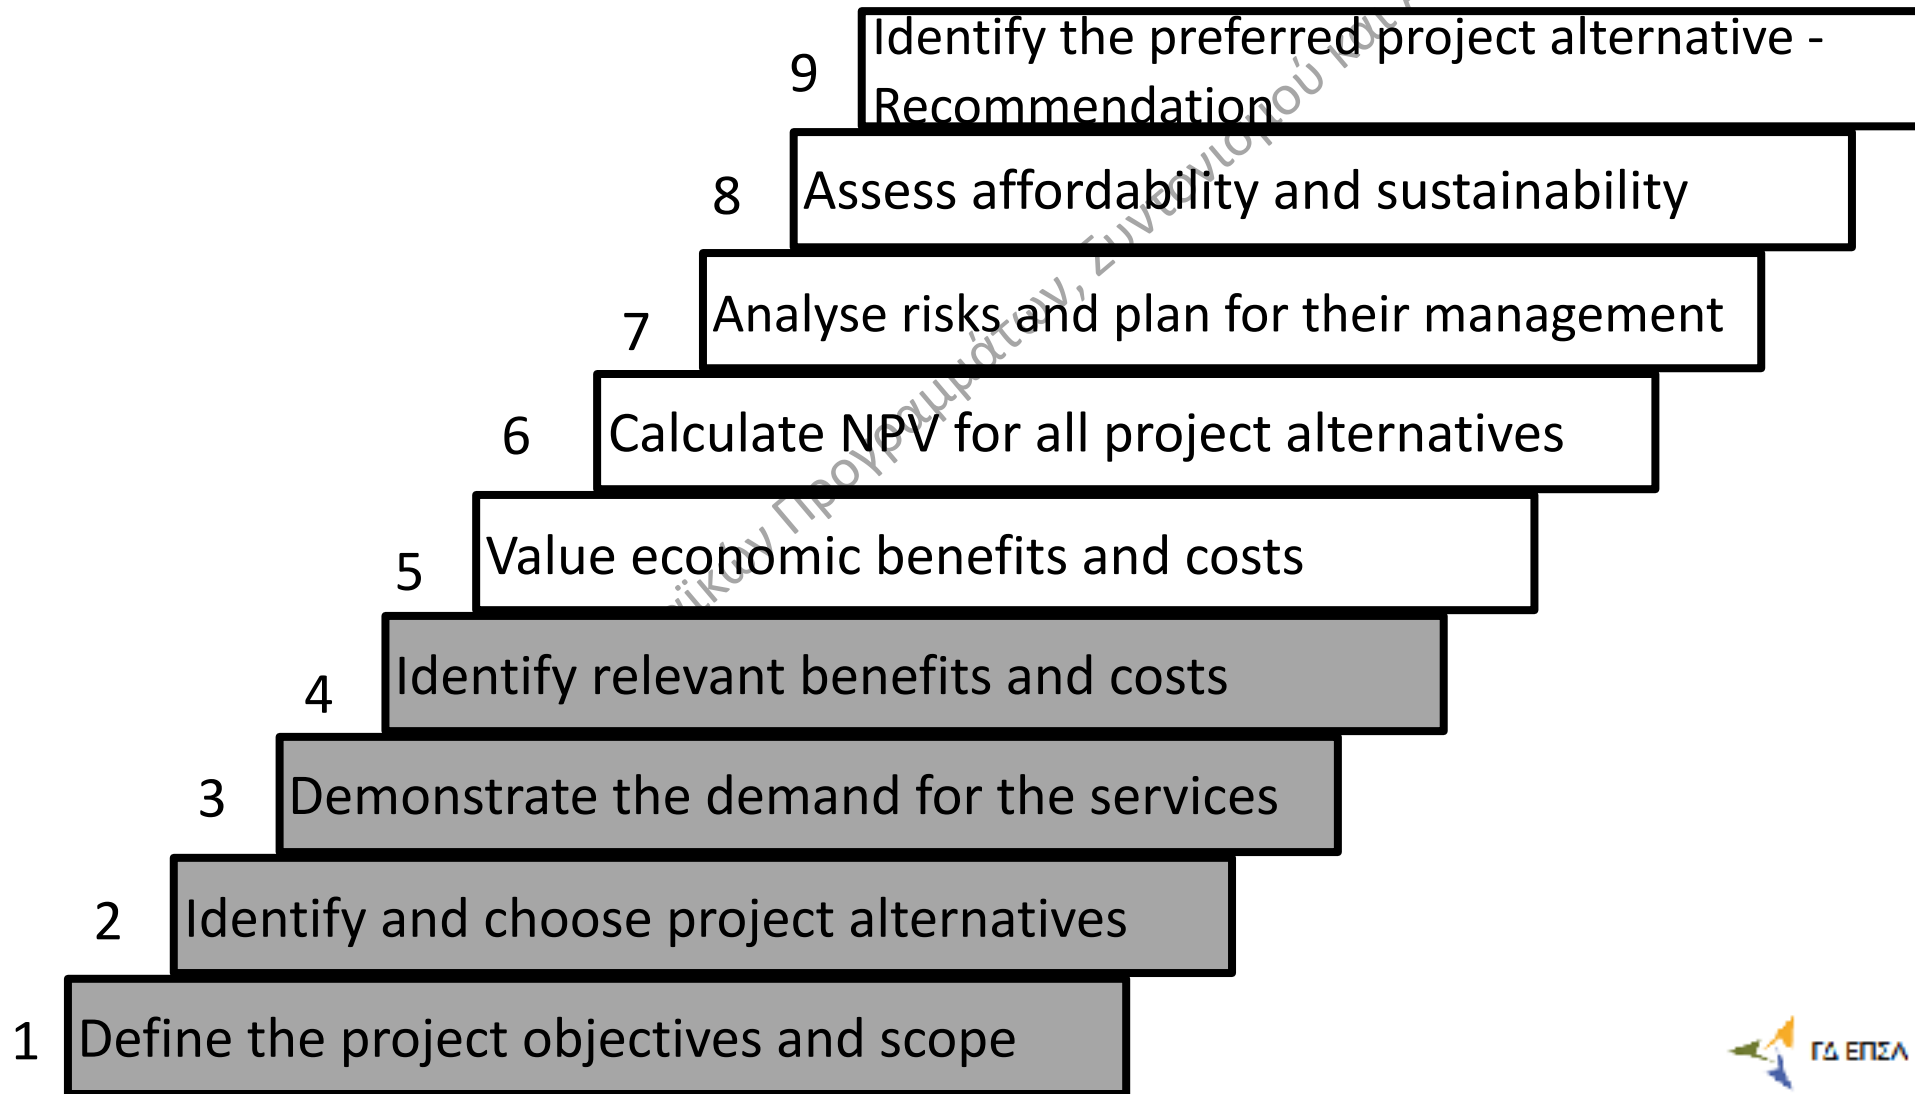 9
Identify the preferred project alternative -
Recommendation
8
Assess affordability and sustainability
7
Analyse risks and plan for their management
6
Calculate NPV for all project alternatives
5
Value economic benefits and costs
4
Identify relevant benefits and costs
3
Demonstrate the demand for the services
2
Identify and choose project alternatives
1
Define the project objectives and scope
Προγραμμάτων, Συντονισμού και
ΓΔ ΕΠΣΑ